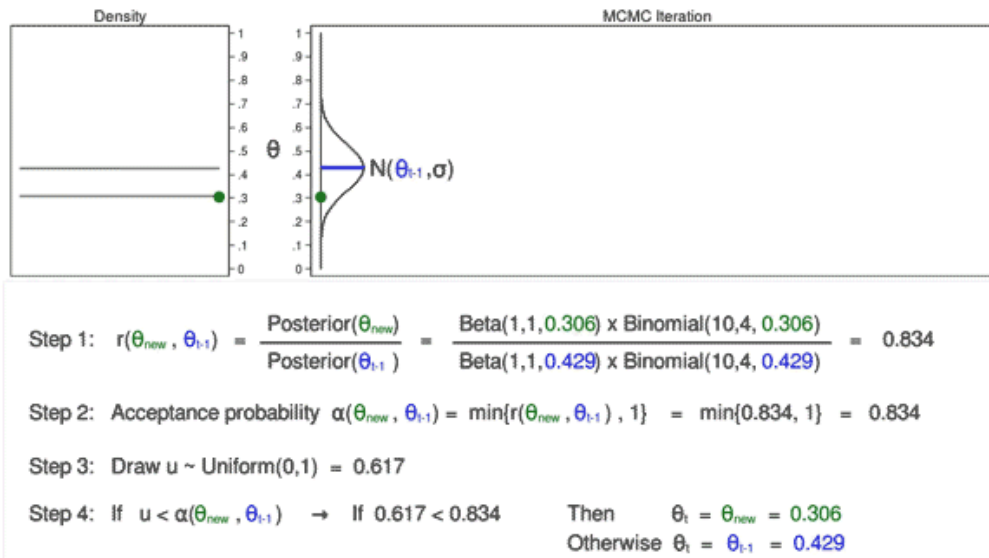 Density
MCMC Iteration
1
.9
.8
.7
.6
.5
.4
.3
.2
.1
0
θ
1
.9
.8
.7
.6
.5
.4
.3
.2
.1
0
N(θt-1,σ)
Step 1: r(θnew , θt-1) = Posterior(θnew) / Posterior(θt-1 ) = Beta(1,1,0.306) x Binomial(10,4, 0.306) / Beta(1,1,0.429) x Binomial(10,4, 0.429) = 0.834
Step 2: Acceptance probability α(θnew , θt-1) = min{r(θnew , θt-1) , 1} = min{0.834, 1} = 0.834
Step 3: Draw u ~ Uniform(0,1) = 0.617
Step 4: If u < α(θnew , θt-1) → If 0.617 < 0.834 Then θt = θnew = 0.306
Otherwise θt = θt-1 = 0.429